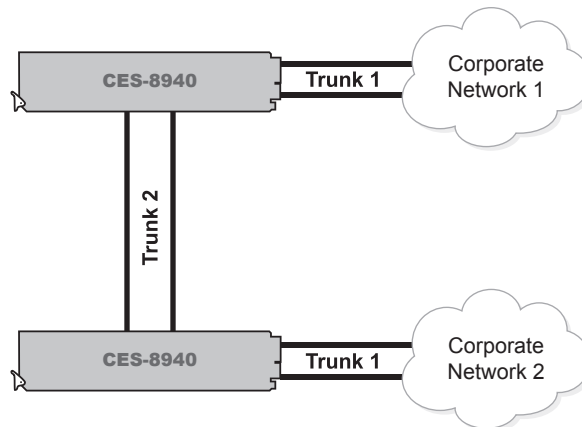 CES-8940
Trunk 1
Corporate
Network 1
Trunk 2
CES-8940
Trunk 1
Corporate
Network 2